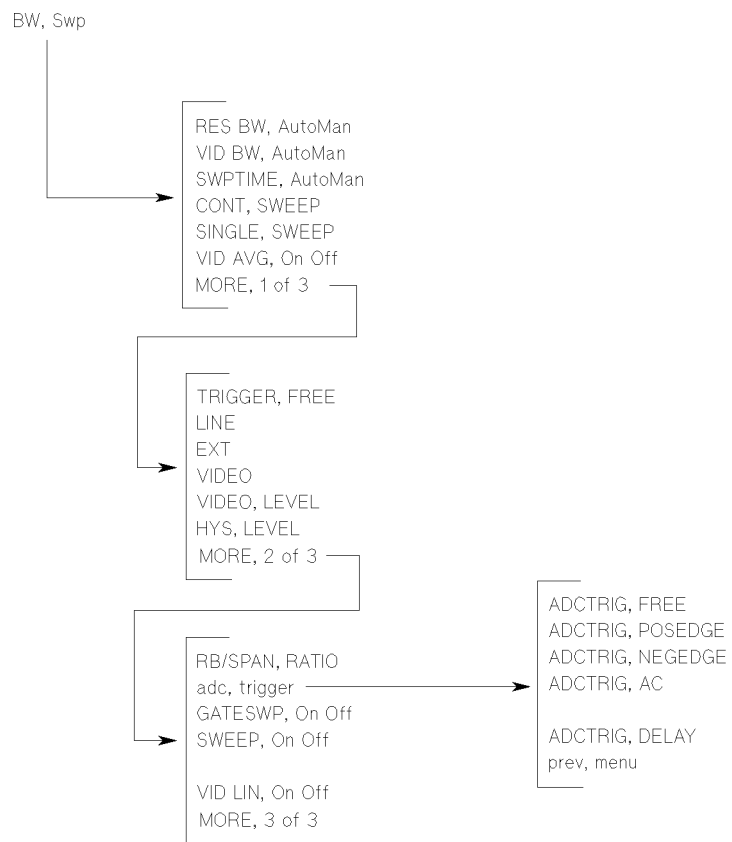 BW, Swp
RES BW, AutoMan
VID BW, AutoMan
SWPTIME, AutoMan
CONT, SWEEP
SINGLE, SWEEP
VID AVG, On Off
MORE, 1 of 3
TRIGGER, FREE
LINE
EXT
VIDEO
VIDEO, LEVEL
HYS, LEVEL
MORE, 2 of 3
RB/SPAN, RATIO
adc, trigger
GATESWP, On Off
SWEEP, On Off
VID LIN, On Off
MORE, 3 of 3
ADCTRIG, FREE
ADCTRIG, POSEDGE
ADCTRIG, NEGEDGE
ADCTRIG, AC
ADCTRIG, DELAY
prev, menu